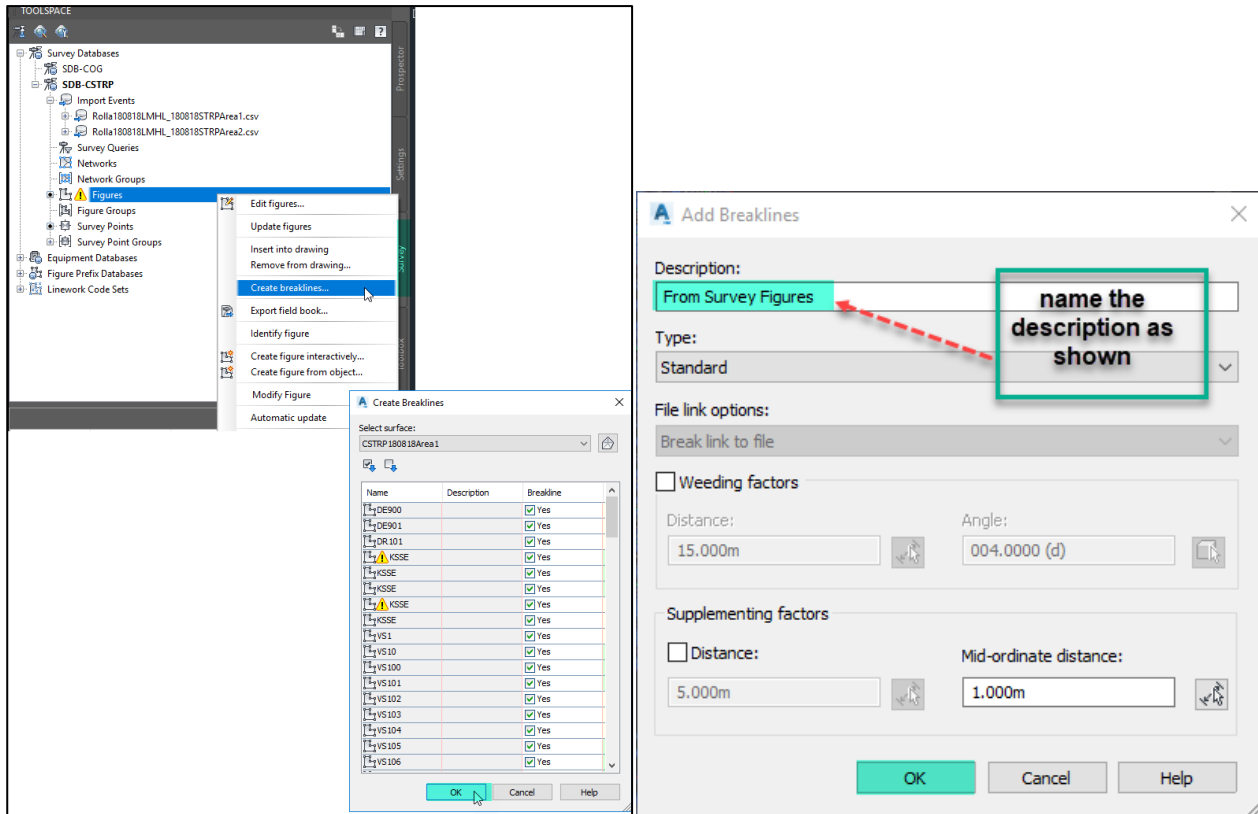 TOOLSPACE
?
Survey Databases
SDB-COG
SDB-CSTRP
Import Events
Rolla180818LMHL_180818STRPArea1.csv
Rolla180818LMHL_180818STRPArea2.csv
Survey Queries
Networks
Network Groups
Figures
Figure Groups
Survey Points
Survey Point Groups
Equipment Databases
Figure Prefix Databases
Linework Code Sets
Prospector
Settings
Survey
Toolbox
Edit figures...
Update figures
Insert into drawing
Remove from drawing...
Create breaklines...
Export field book...
Identify figure
Create figure interactively...
Create figure from object...
Modify Figure
Automatic update
Create Breaklines
Select surface:
CSTRP180818Area1
Name Description Breakline
DE900 Yes
DE901 Yes
DR101 Yes
KSSE Yes
KSSE Yes
KSSE Yes
KSSE Yes
KSSE Yes
VS1 Yes
VS10 Yes
VS100 Yes
VS101 Yes
VS102 Yes
VS103 Yes
VS104 Yes
VS105 Yes
VS106 Yes
OK Cancel Help
Add Breaklines
Description:
From Survey Figures
name the
description as
shown
Type:
Standard
File link options:
Break link to file
Weeding factors
Distance: Angle:
15.000m 004.0000 (d)
Supplementing factors
Distance: Mid-ordinate distance:
5.000m 1.000m
OK Cancel Help